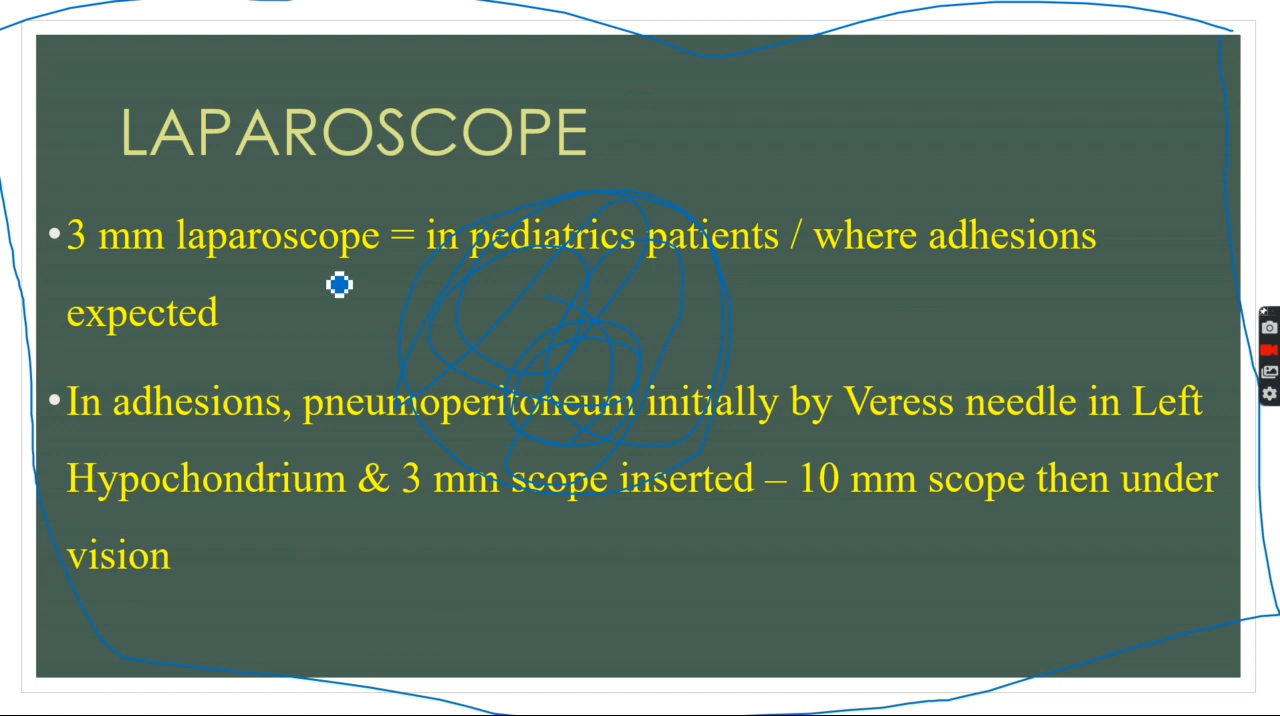 LAPAROSCOPE
•3 mm laparoscope = in pediatrics patients / where adhesions
expected
•In adhesions, pneumoperitoneum initially by Veress needle in Left
Hypochondrium & 3 mm scope inserted – 10 mm scope then under
vision